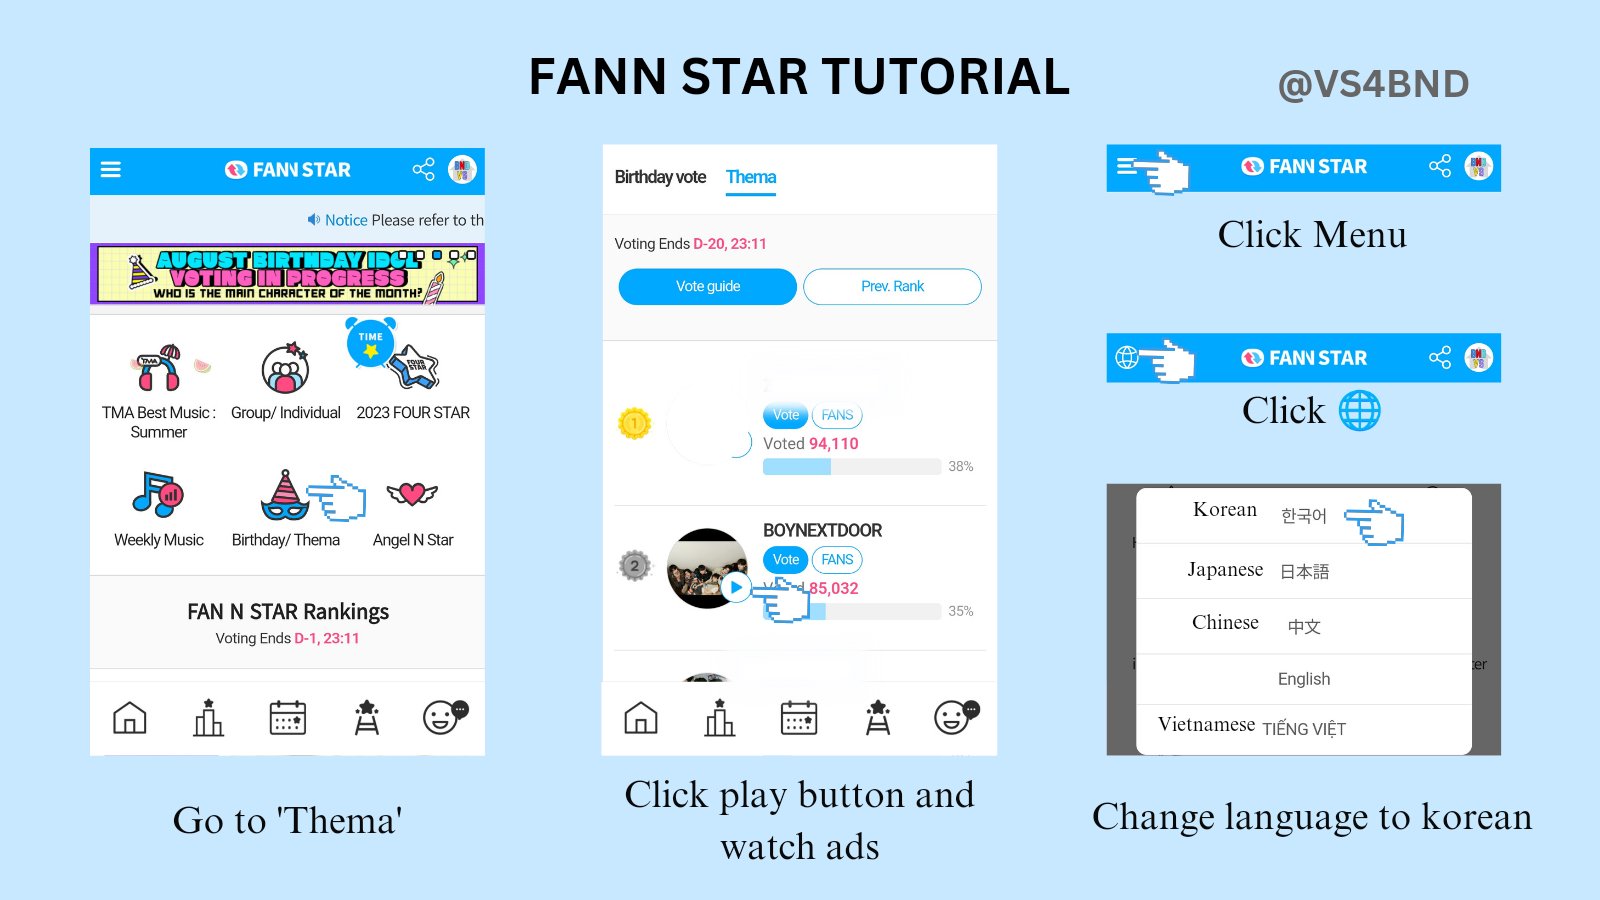 FANN STAR TUTORIAL
@VS4BND
FANN STAR
Notice Please refer to th
AUGUST BIRTHDAY IDOL
VOTING IN PROGRESS
WHO IS THE MAIN CHARACTER OF THE MONTH?
TIME
TMA
FOUR STAR
TMA Best Music : Summer
Group/ Individual
2023 FOUR STAR
Weekly Music
Birthday/ Thema
Angel N Star
FAN N STAR Rankings
Voting Ends D-1, 23:11
Go to 'Thema'
Birthday vote Thema
Voting Ends D-20, 23:11
Vote guide Prev. Rank
1
Vote FANS
Voted 94,110
38%
BOYNEXTDOOR
2
Vote FANS
85,032
35%
Click play button and
watch ads
FANN STAR
Click Menu
FANN STAR
Click
Korean 한국어
Japanese 日本語
Chinese 中文
English
Vietnamese TIẾNG VIỆT
Change language to korean